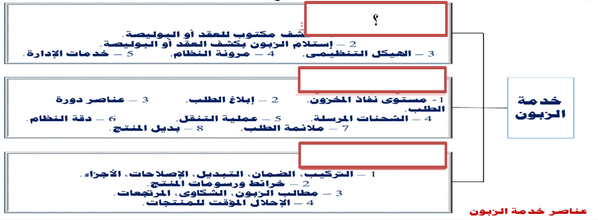 ؟
كشف مكتوب للعقد أو البوليصة.
2 – إستلام الزبون بكشف العقد أو البوليصة.
3 – الهيكل التنظيمى. 4 – مرونة النظام. 5 – خدمات الإدارة.
1- مستوى نفاذ المخزون. 2 – إبلاغ الطلب. 3 – عناصر دورة
الطلب.
4 – الشحنات المرسلة. 5 – عملية التنقل. 6 – دقة النظام.
7 – ملائمة الطلب. 8 – بديل المنتج.
1 – التركيب، الضمان، التبديل، الإصلاحات، الأجزاء.
2 – خرائط ورسومات المنتج.
3 – مطالب الزبون، الشكاوى، المرتجعات.
4 – الإحلال المؤقت للمنتجات.
خدمة
الزبون
عناصر خدمة الزبون